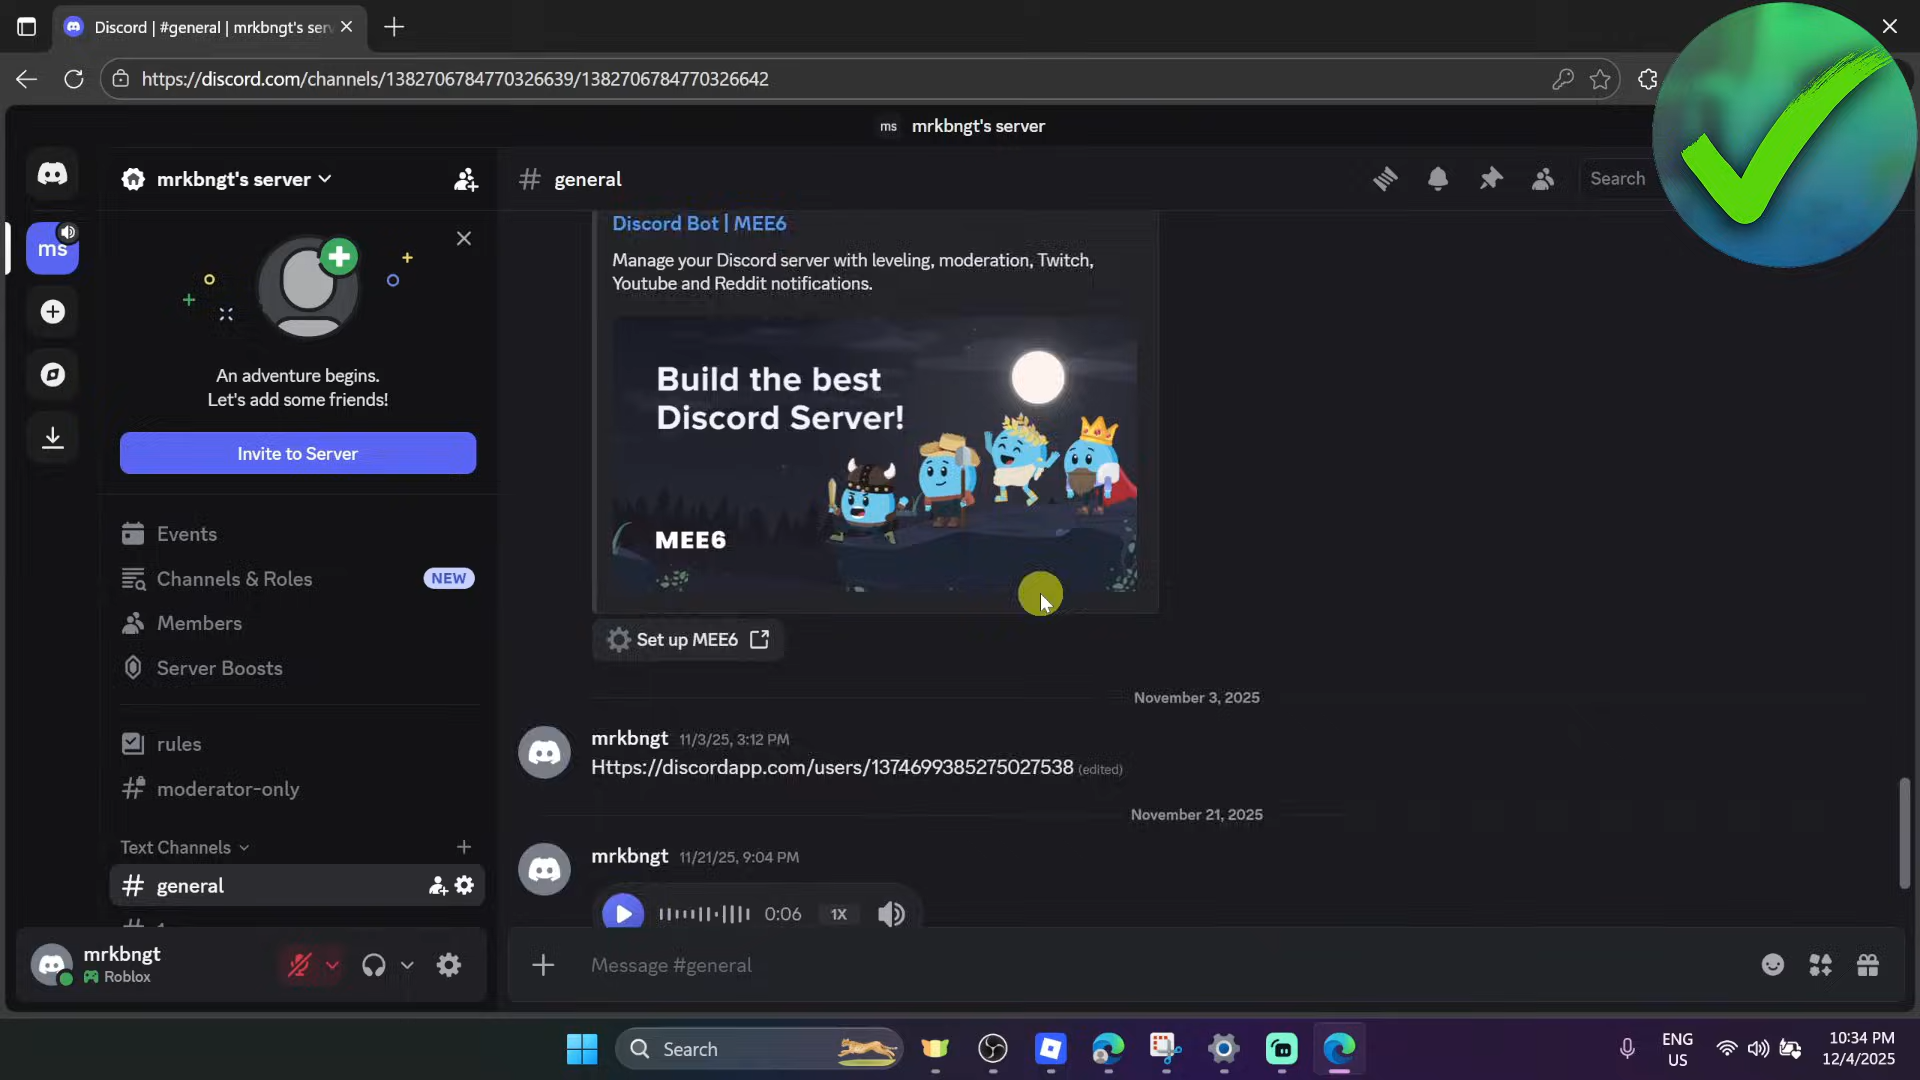 Discord | #general | mrkbngt's ser
https://discord.com/channels/1382706784770326639/1382706784770326642
ms mrkbngt's server
mrkbngt's server
# general
Search
ms
An adventure begins.
Let's add some friends!
Invite to Server
Events
Channels & Roles NEW
Members
Server Boosts
rules
moderator-only
Text Channels
general
mrkbngt
Roblox
Discord Bot | MEE6
Manage your Discord server with leveling, moderation, Twitch,
Youtube and Reddit notifications.
Build the best
Discord Server!
MEE6
Set up MEE6
November 3, 2025
mrkbngt 11/3/25, 3:12 PM
Https://discordapp.com/users/1374699385275027538 (edited)
November 21, 2025
mrkbngt 11/21/25, 9:04 PM
0:06 1X
Message #general
Search
ENG
US
10:34 PM
12/4/2025